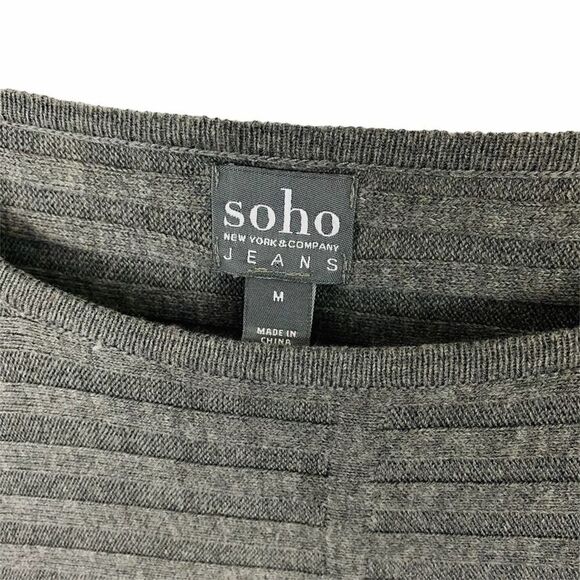 soho
NEW YORK & COMPANY
JEANS
M
MADE IN
CHINA